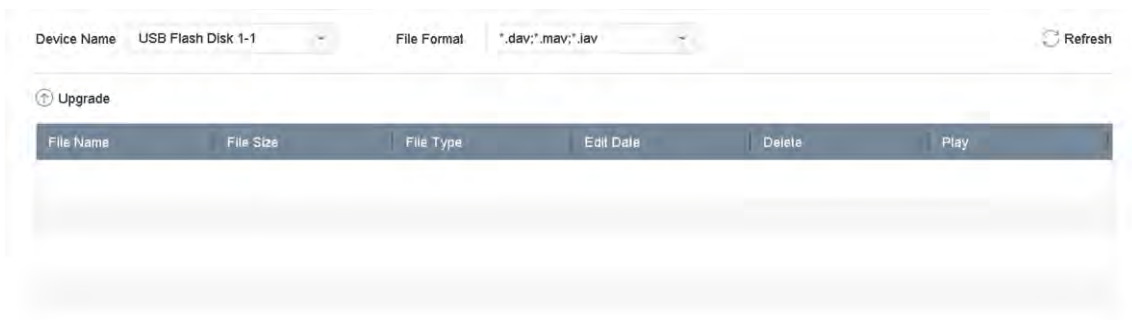 Device Name USB Flash Disk 1-1 File Format *.dav;*.mav;*.iav Refresh
Upgrade
File Name File Size File Type Edit Date Delete Play